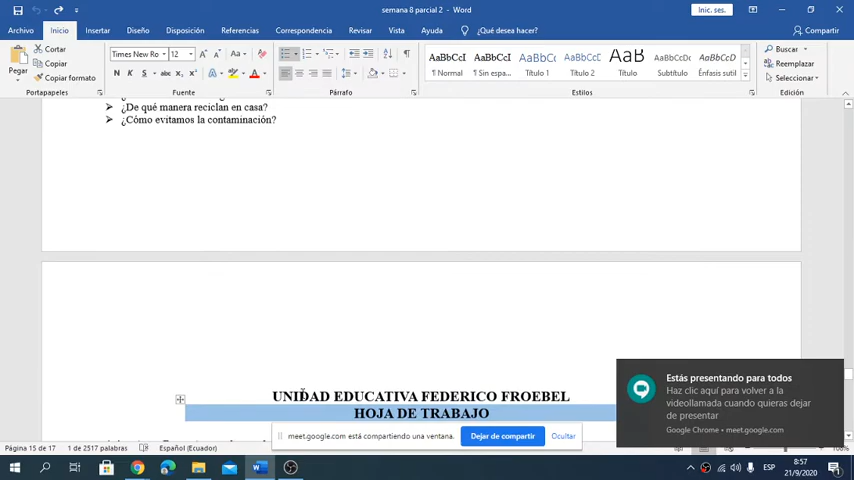 semana 8 parcial 2 - Word
Inic. ses.
Archivo Inicio Insertar Diseño Disposición Referencias Correspondencia Revisar Vista Ayuda ¿Qué desea hacer? Compartir
Pegar
Cortar
Copiar
Copiar formato
Times New Ro 12
Aa
N K S abc x₂ x² A A
AaBbCcI AaBbCcI AaBbCc AaBbCcD AaB AaBbCcD AaBbCcD
¶ Normal ¶ Sin espa... Título 1 Título 2 Título Subtítulo Énfasis sutil
Buscar
Reemplazar
Seleccionar
Portapapeles Fuente Párrafo Estilos Edición
➢ ¿De qué manera reciclan en casa?
➢ ¿Cómo evitamos la contaminación?
UNIDAD EDUCATIVA FEDERICO FROEBEL
HOJA DE TRABAJO
Estás presentando para todos
Haz clic aquí para volver a la
videollamada cuando quieras dejar
de presentar
Google Chrome • meet.google.com
meet.google.com está compartiendo una ventana.
Dejar de compartir
Ocultar
Página 15 de 17 1 de 2517 palabras Español (Ecuador)
100%
ESP
8:57
21/9/2020